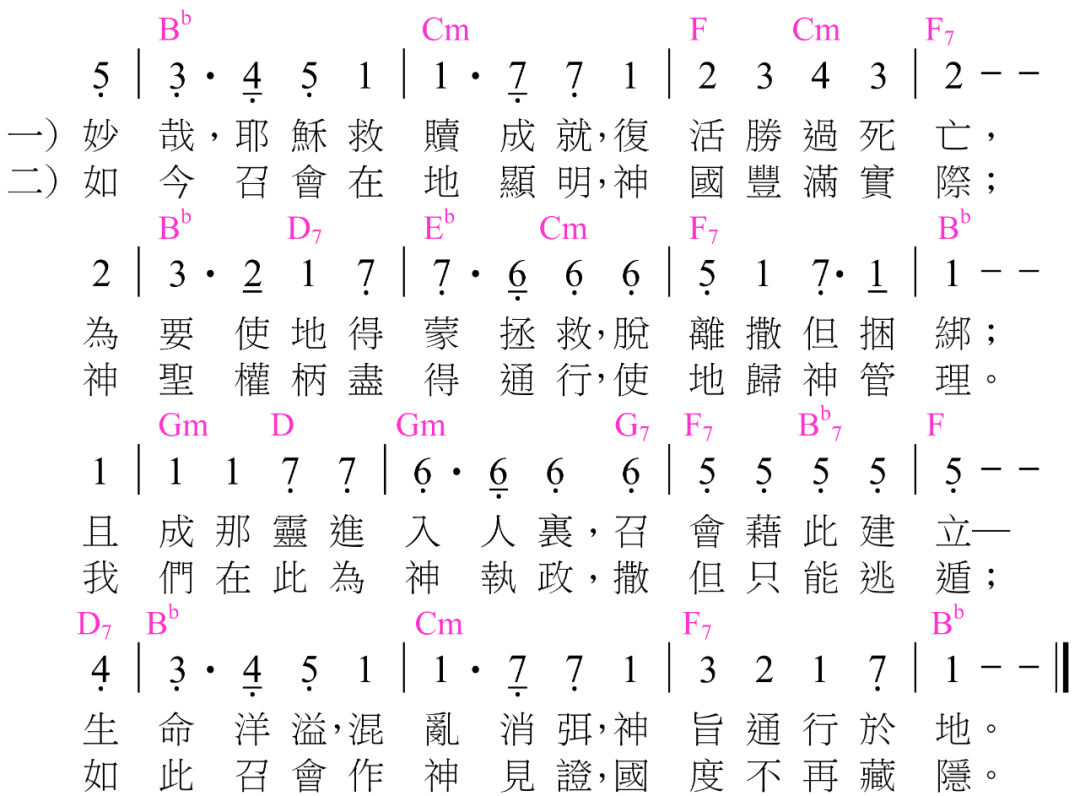 B♭ Cm F Cm F7
5̣ | 3̣ · 4̣ 5̣ 1 | 1 · 7̣ 7̣ 1 | 2 3 4 3 | 2 – –
一）妙 哉，耶 穌 救 贖 成 就，復 活 勝 過 死 亡，
二）如 今 召 會 在 地 顯 明，神 國 豐 滿 實 際；
B♭ D7 E♭ Cm F7 B♭
2 | 3 · 2 1 7̣ | 7̣ · 6̣ 6̣ 6̣ | 5̣ 1 7̣· 1 | 1 – –
為 要 使 地 得 蒙 拯 救，脫 離 撒 但 捆 綁；
神 聖 權 柄 盡 得 通 行，使 地 歸 神 管 理。
Gm D Gm G7 F7 B♭7 F
1 | 1 1 7̣ 7̣ | 6̣ · 6̣ 6̣ 6̣ | 5̣ 5̣ 5̣ 5̣ | 5̣ – –
且 成 那 靈 進 入 人 裏，召 會 藉 此 建 立—
我 們 在 此 為 神 執 政，撒 但 只 能 逃 遁；
D7 B♭ Cm F7 B♭
4̣ | 3̣ · 4̣ 5̣ 1 | 1 · 7̣ 7̣ 1 | 3 2 1 7̣ | 1 – – ‖
生 命 洋 溢，混 亂 消 弭，神 旨 通 行 於 地。
如 此 召 會 作 神 見 證，國 度 不 再 藏 隱。